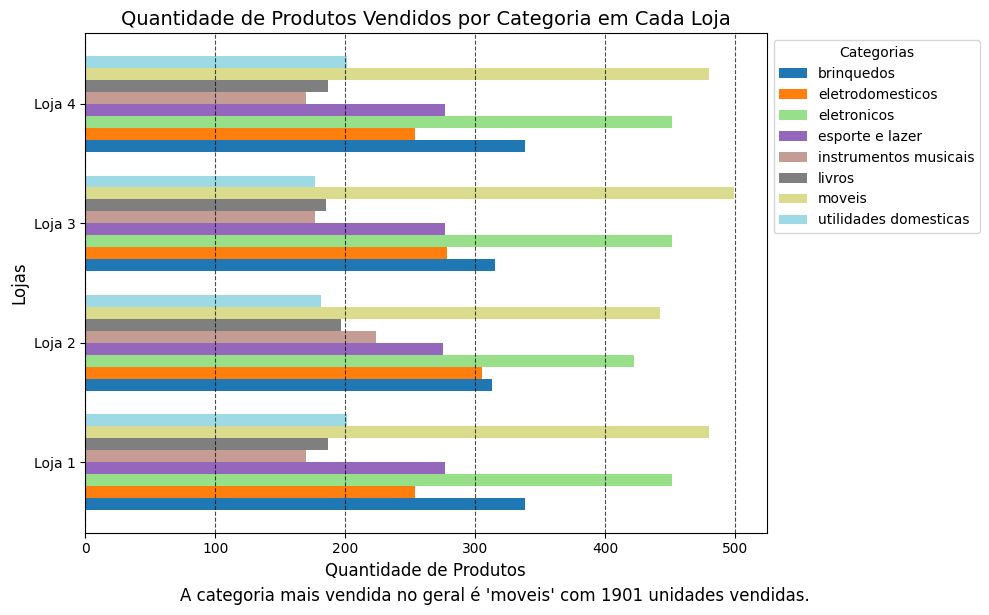 Quantidade de Produtos Vendidos por Categoria em Cada Loja
Categorias
brinquedos
eletrodomesticos
eletronicos
esporte e lazer
instrumentos musicais
livros
moveis
utilidades domesticas
Lojas
Loja 4
Loja 3
Loja 2
Loja 1
0 100 200 300 400 500
Quantidade de Produtos
A categoria mais vendida no geral é 'moveis' com 1901 unidades vendidas.